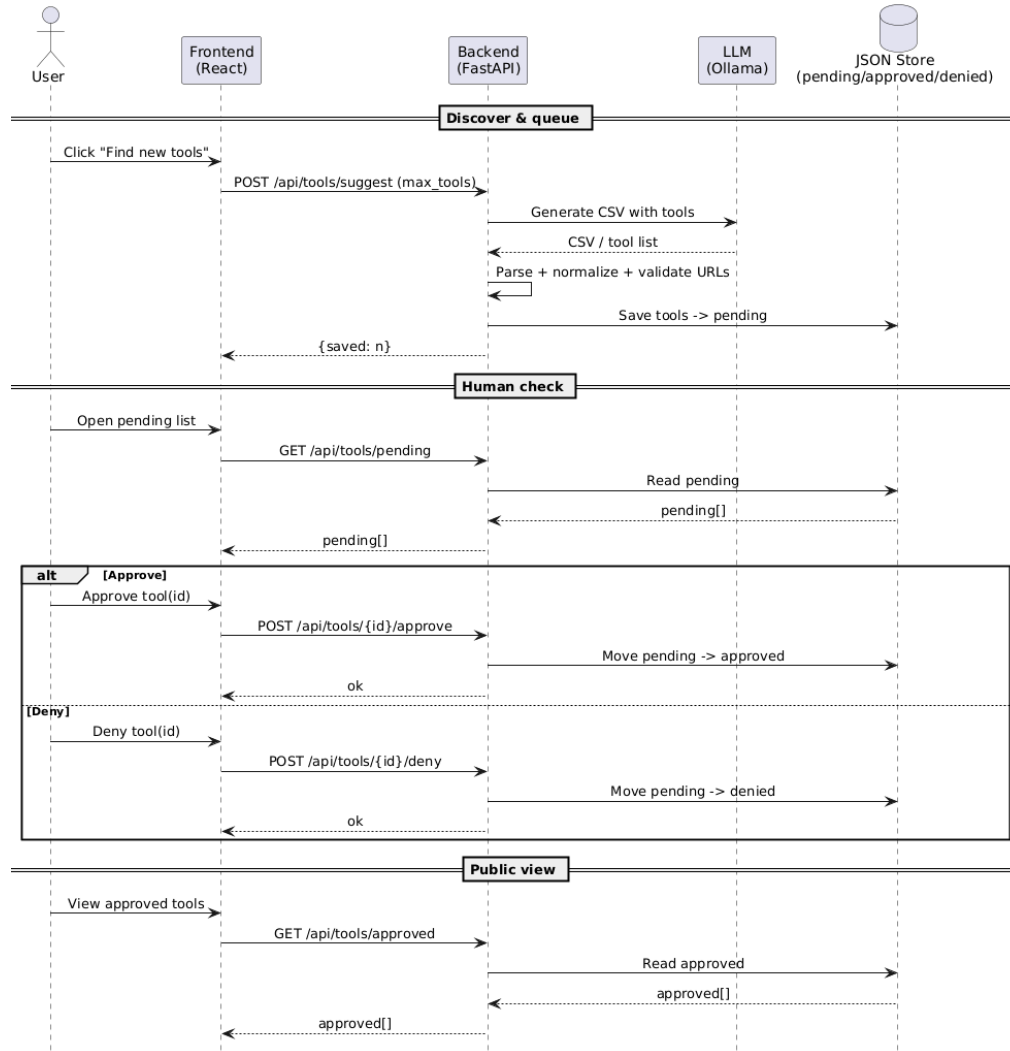 User
Frontend
(React)
Backend
(FastAPI)
LLM
(Ollama)
JSON Store
(pending/approved/denied)
Discover & queue
Click "Find new tools"
POST /api/tools/suggest (max_tools)
Generate CSV with tools
CSV / tool list
Parse + normalize + validate URLs
Save tools -> pending
{saved: n}
Human check
Open pending list
GET /api/tools/pending
Read pending
pending[]
pending[]
alt [Approve]
Approve tool(id)
POST /api/tools/{id}/approve
Move pending -> approved
ok
[Deny]
Deny tool(id)
POST /api/tools/{id}/deny
Move pending -> denied
ok
Public view
View approved tools
GET /api/tools/approved
Read approved
approved[]
approved[]